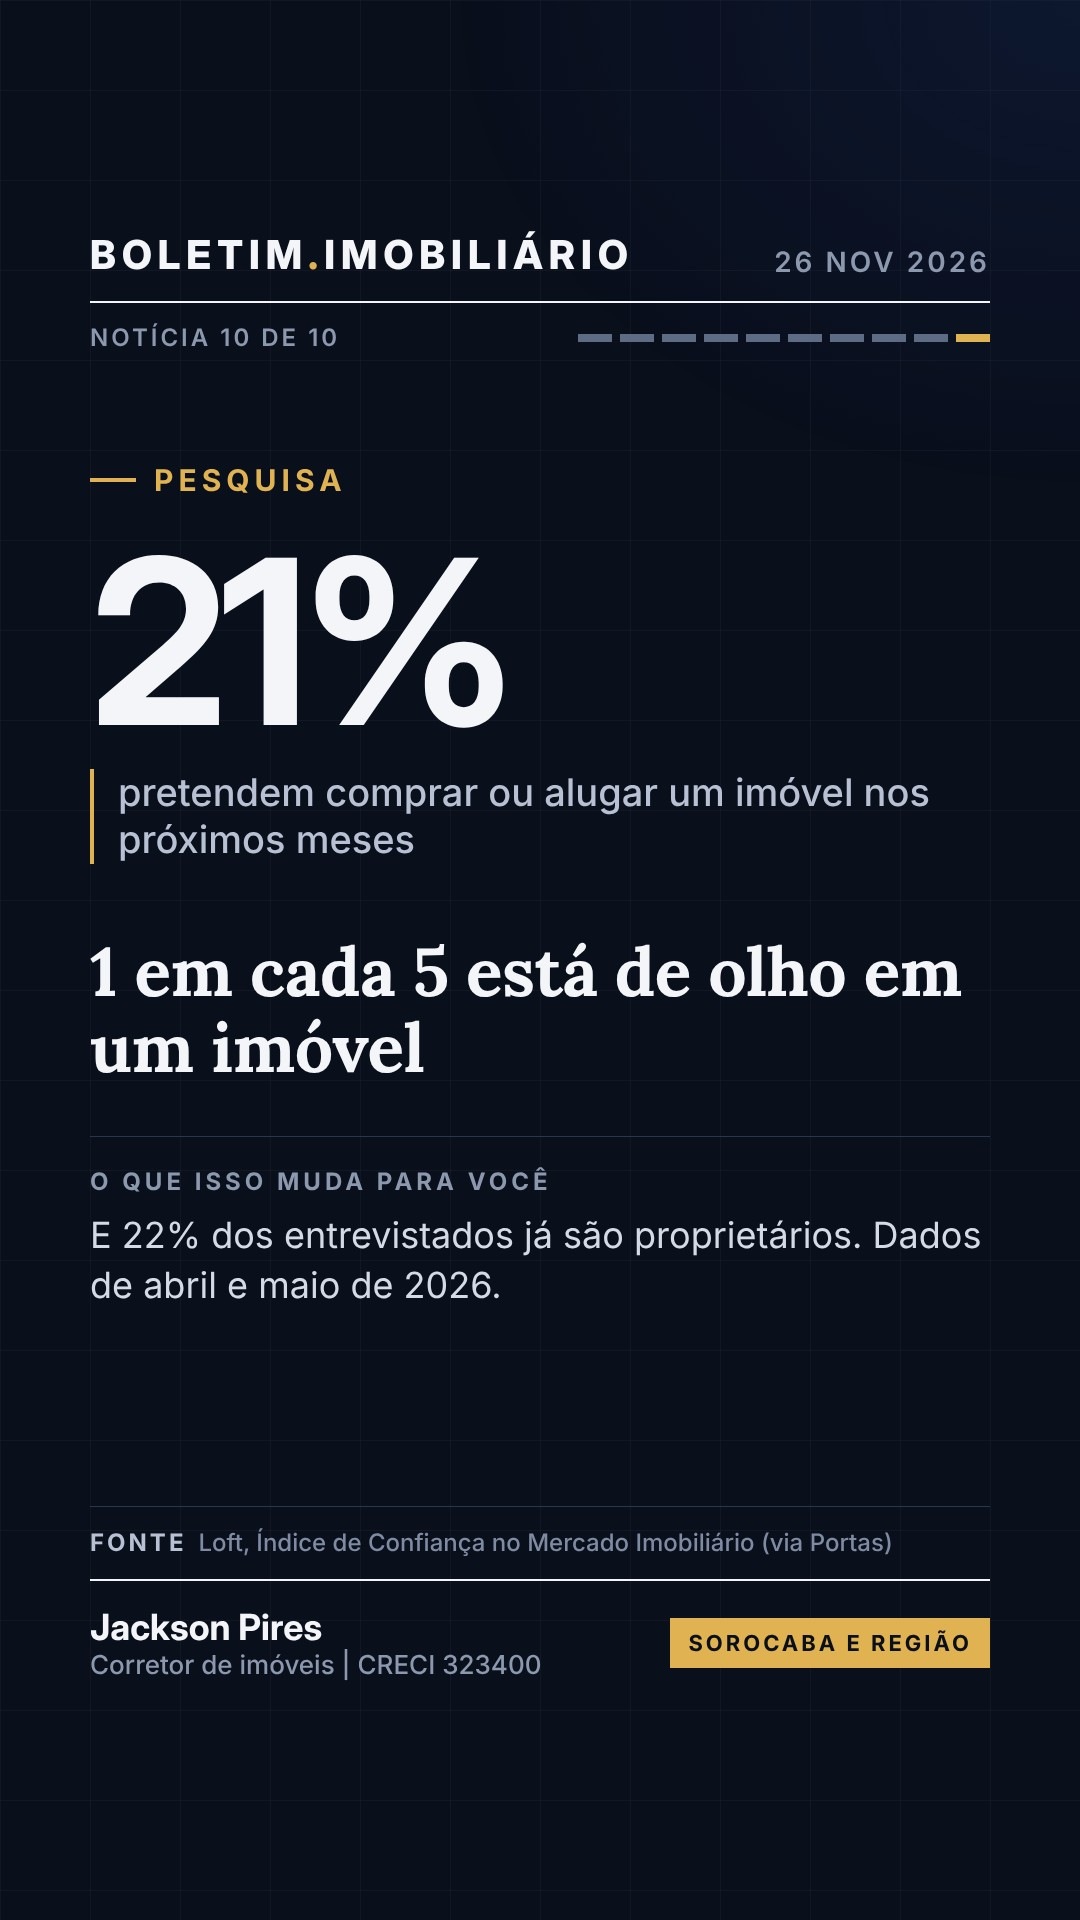 BOLETIM.IMOBILIÁRIO
26 NOV 2026
NOTÍCIA 10 DE 10
PESQUISA
21%
pretendem comprar ou alugar um imóvel nos
próximos meses
1 em cada 5 está de olho em
um imóvel
O QUE ISSO MUDA PARA VOCÊ
E 22% dos entrevistados já são proprietários. Dados
de abril e maio de 2026.
FONTE Loft, Índice de Confiança no Mercado Imobiliário (via Portas)
Jackson Pires
Corretor de imóveis | CRECI 323400
SOROCABA E REGIÃO